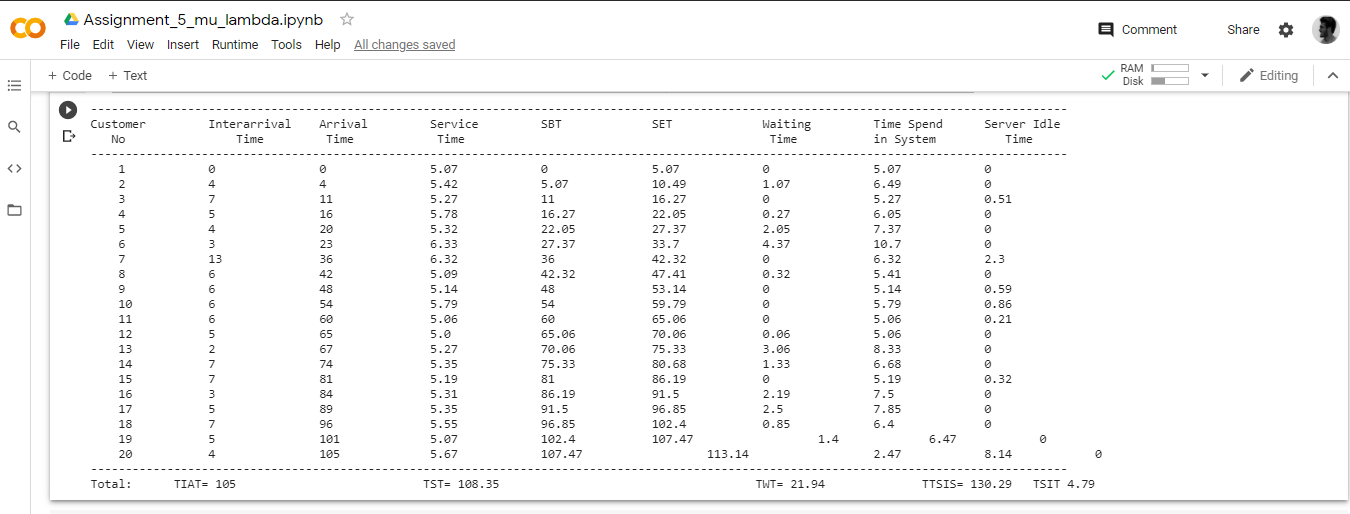 Assignment_5_mu_lambda.ipynb
Comment Share
File Edit View Insert Runtime Tools Help All changes saved
+ Code + Text RAM Disk Editing
--------------------------------------------------------------------------------------------------------------------------------------------
Customer Interarrival Arrival Service SBT SET Waiting Time Spend Server Idle
No Time Time Time Time in System Time
--------------------------------------------------------------------------------------------------------------------------------------------
1 0 0 5.07 0 5.07 0 5.07 0
2 4 4 5.42 5.07 10.49 1.07 6.49 0
3 7 11 5.27 11 16.27 0 5.27 0.51
4 5 16 5.78 16.27 22.05 0.27 6.05 0
5 4 20 5.32 22.05 27.37 2.05 7.37 0
6 3 23 6.33 27.37 33.7 4.37 10.7 0
7 13 36 6.32 36 42.32 0 6.32 2.3
8 6 42 5.09 42.32 47.41 0.32 5.41 0
9 6 48 5.14 48 53.14 0 5.14 0.59
10 6 54 5.79 54 59.79 0 5.79 0.86
11 6 60 5.06 60 65.06 0 5.06 0.21
12 5 65 5.0 65.06 70.06 0.06 5.06 0
13 2 67 5.27 70.06 75.33 3.06 8.33 0
14 7 74 5.35 75.33 80.68 1.33 6.68 0
15 7 81 5.19 81 86.19 0 5.19 0.32
16 3 84 5.31 86.19 91.5 2.19 7.5 0
17 5 89 5.35 91.5 96.85 2.5 7.85 0
18 7 96 5.55 96.85 102.4 0.85 6.4 0
19 5 101 5.07 102.4 107.47 1.4 6.47 0
20 4 105 5.67 107.47 113.14 2.47 8.14 0
--------------------------------------------------------------------------------------------------------------------------------------------
Total: TIAT= 105 TST= 108.35 TWT= 21.94 TTSIS= 130.29 TSIT 4.79